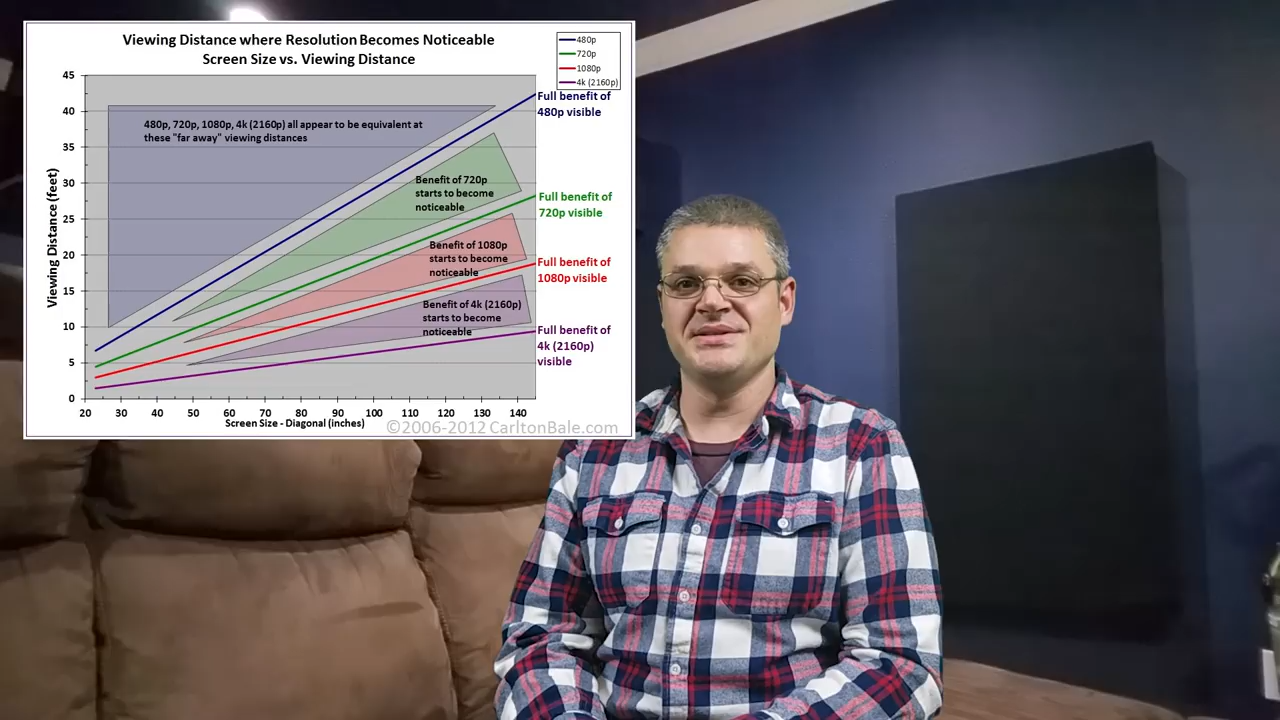 Viewing Distance where Resolution Becomes Noticeable
Screen Size vs. Viewing Distance
480p
720p
1080p
4k (2160p)
Viewing Distance (feet)
45
40
35
30
25
20
15
10
5
0
480p, 720p, 1080p, 4k (2160p) all appear to be equivalent at
these "far away" viewing distances
Full benefit of
480p visible
Benefit of 720p
starts to become
noticeable
Full benefit of
720p visible
Benefit of 1080p
starts to become
noticeable
Full benefit of
1080p visible
Benefit of 4k (2160p)
starts to become
noticeable
Full benefit of
4k (2160p)
visible
20 30 40 50 60 70 80 90 100 110 120 130 140
Screen Size - Diagonal (inches)
©2006-2012 CarltonBale.com